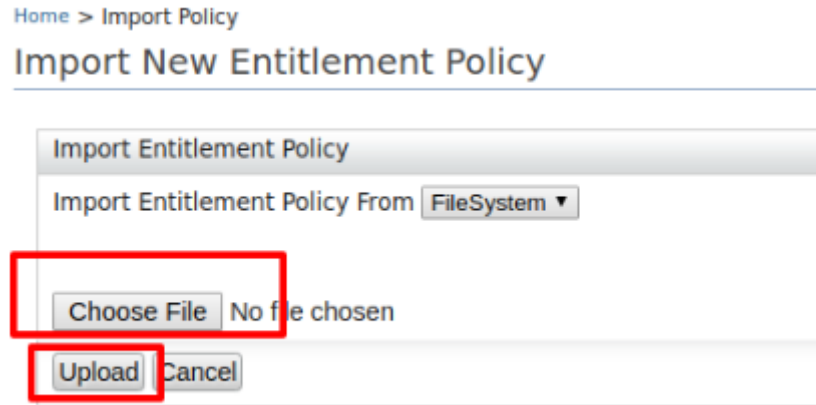 Home > Import Policy
Import New Entitlement Policy
Import Entitlement Policy
Import Entitlement Policy From FileSystem ▼
Choose File No file chosen
Upload Cancel